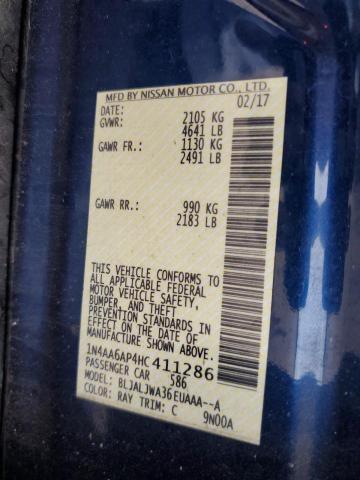 MFD BY NISSAN MOTOR CO., LTD.
DATE: 02/17
GVWR: 2105 KG
4641 LB
GAWR FR.: 1130 KG
2491 LB
GAWR RR.: 990 KG
2183 LB
THIS VEHICLE CONFORMS TO
ALL APPLICABLE FEDERAL
MOTOR VEHICLE SAFETY,
BUMPER, AND THEFT
PREVENTION STANDARDS IN
EFFECT ON THE DATE OF
MANUFACTURE SHOWN ABOVE.
1N4AA6AP4HC411286
PASSENGER CAR 586
MODEL: BLJALJWA36EUAAA--A
COLOR: RAY TRIM: C 9N00A